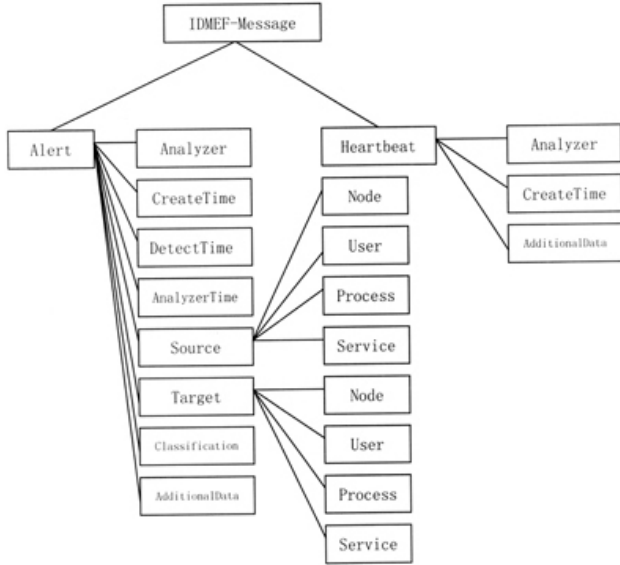 IDMEF-Message
Alert
Analyzer
CreateTime
DetectTime
AnalyzerTime
Source
Node
User
Process
Service
Target
Node
User
Process
Service
Classification
AdditionalData
Heartbeat
Analyzer
CreateTime
AdditionalData